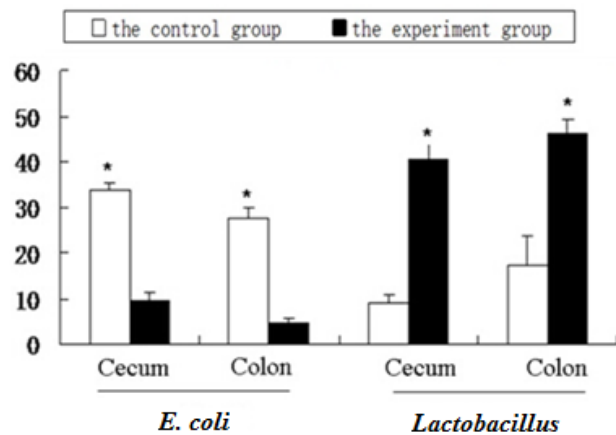 the control group the experiment group
60
50
40
30
20
10
0
* * * *
Cecum Colon Cecum Colon
E. coli Lactobacillus